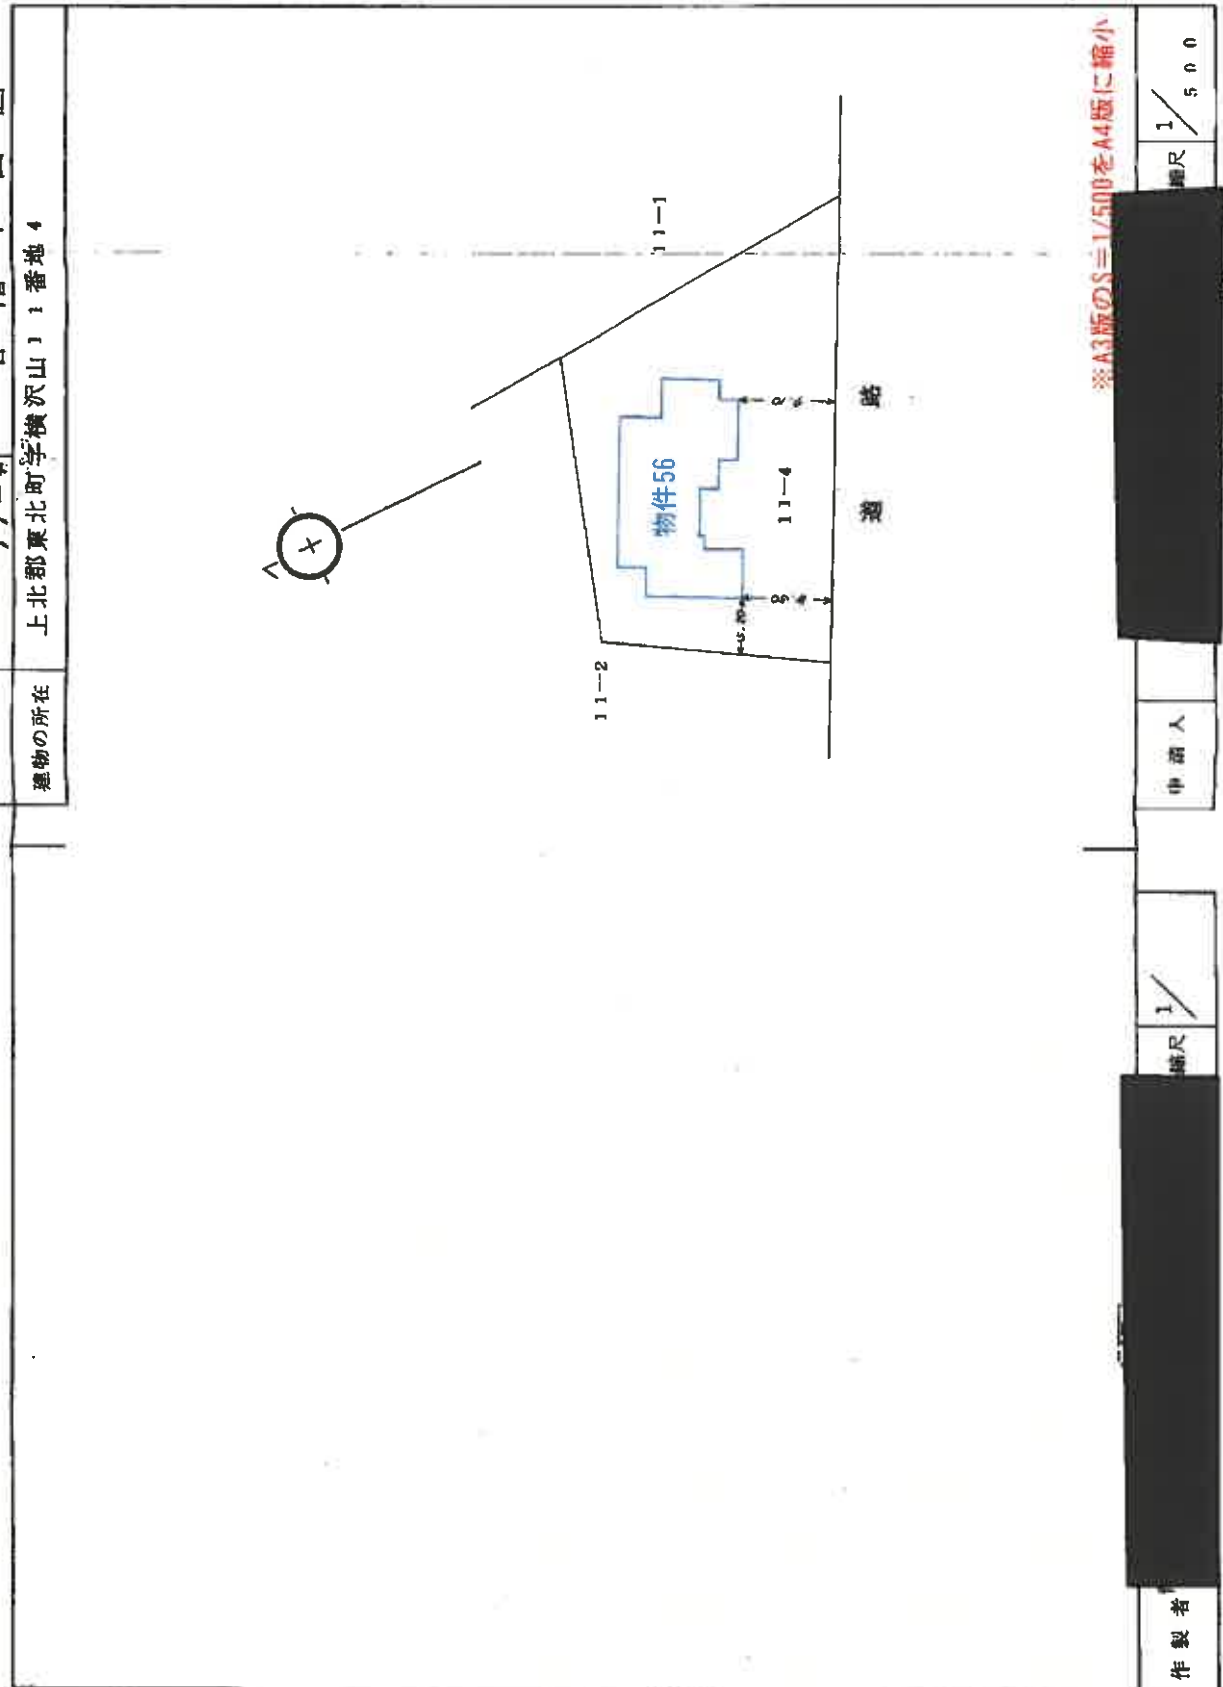 建物の所在
上北郡東北町字横沢山11番地4
11-1
11-2
物件56
11-4
5.20
道路
※A3版のS=1/500をA4版に縮小
申請人
縮尺 1/500
作製者
縮尺 1/